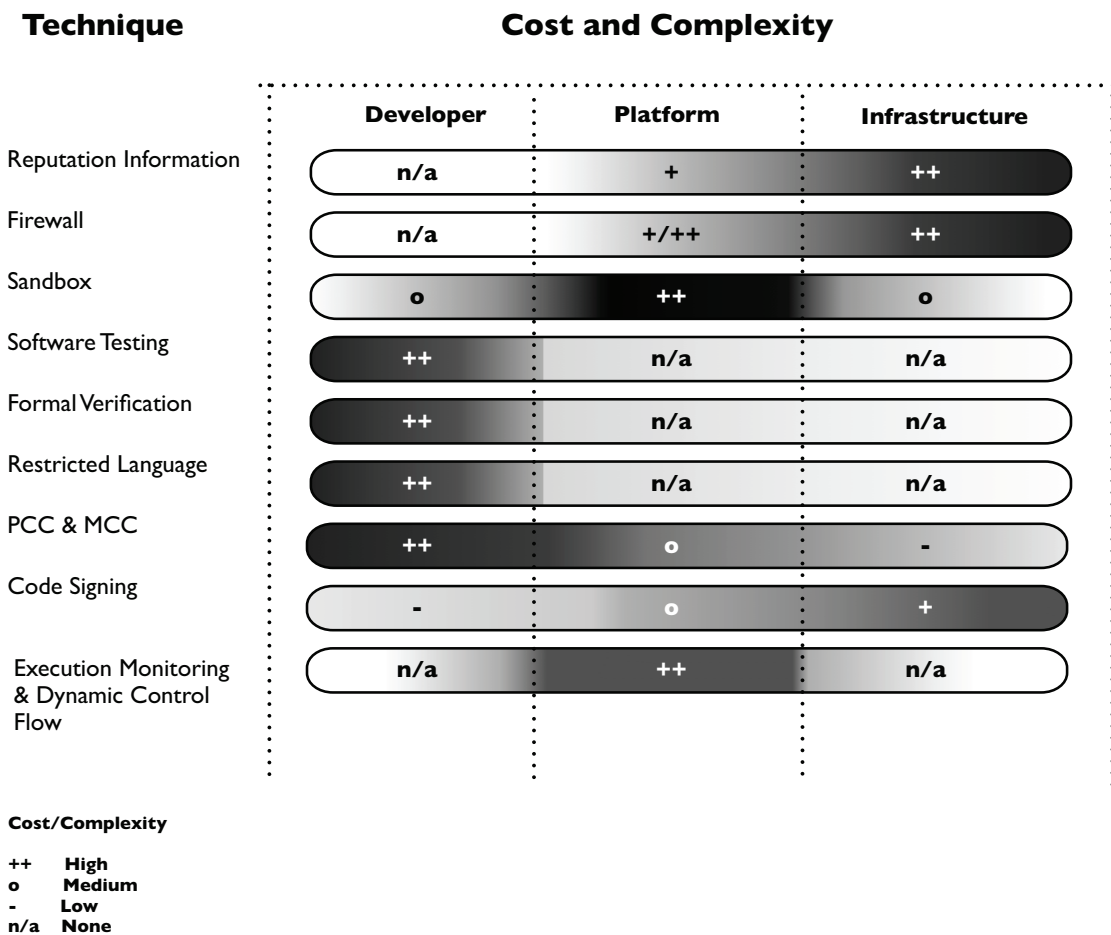 Technique Cost and Complexity
Developer Platform Infrastructure
Reputation Information n/a + ++
Firewall n/a +/++ ++
Sandbox o ++ o
Software Testing ++ n/a n/a
Formal Verification ++ n/a n/a
Restricted Language ++ n/a n/a
PCC & MCC ++ o -
Code Signing - o +
Execution Monitoring n/a ++ n/a
& Dynamic Control
Flow
Cost/Complexity
++ High
o Medium
- Low
n/a None